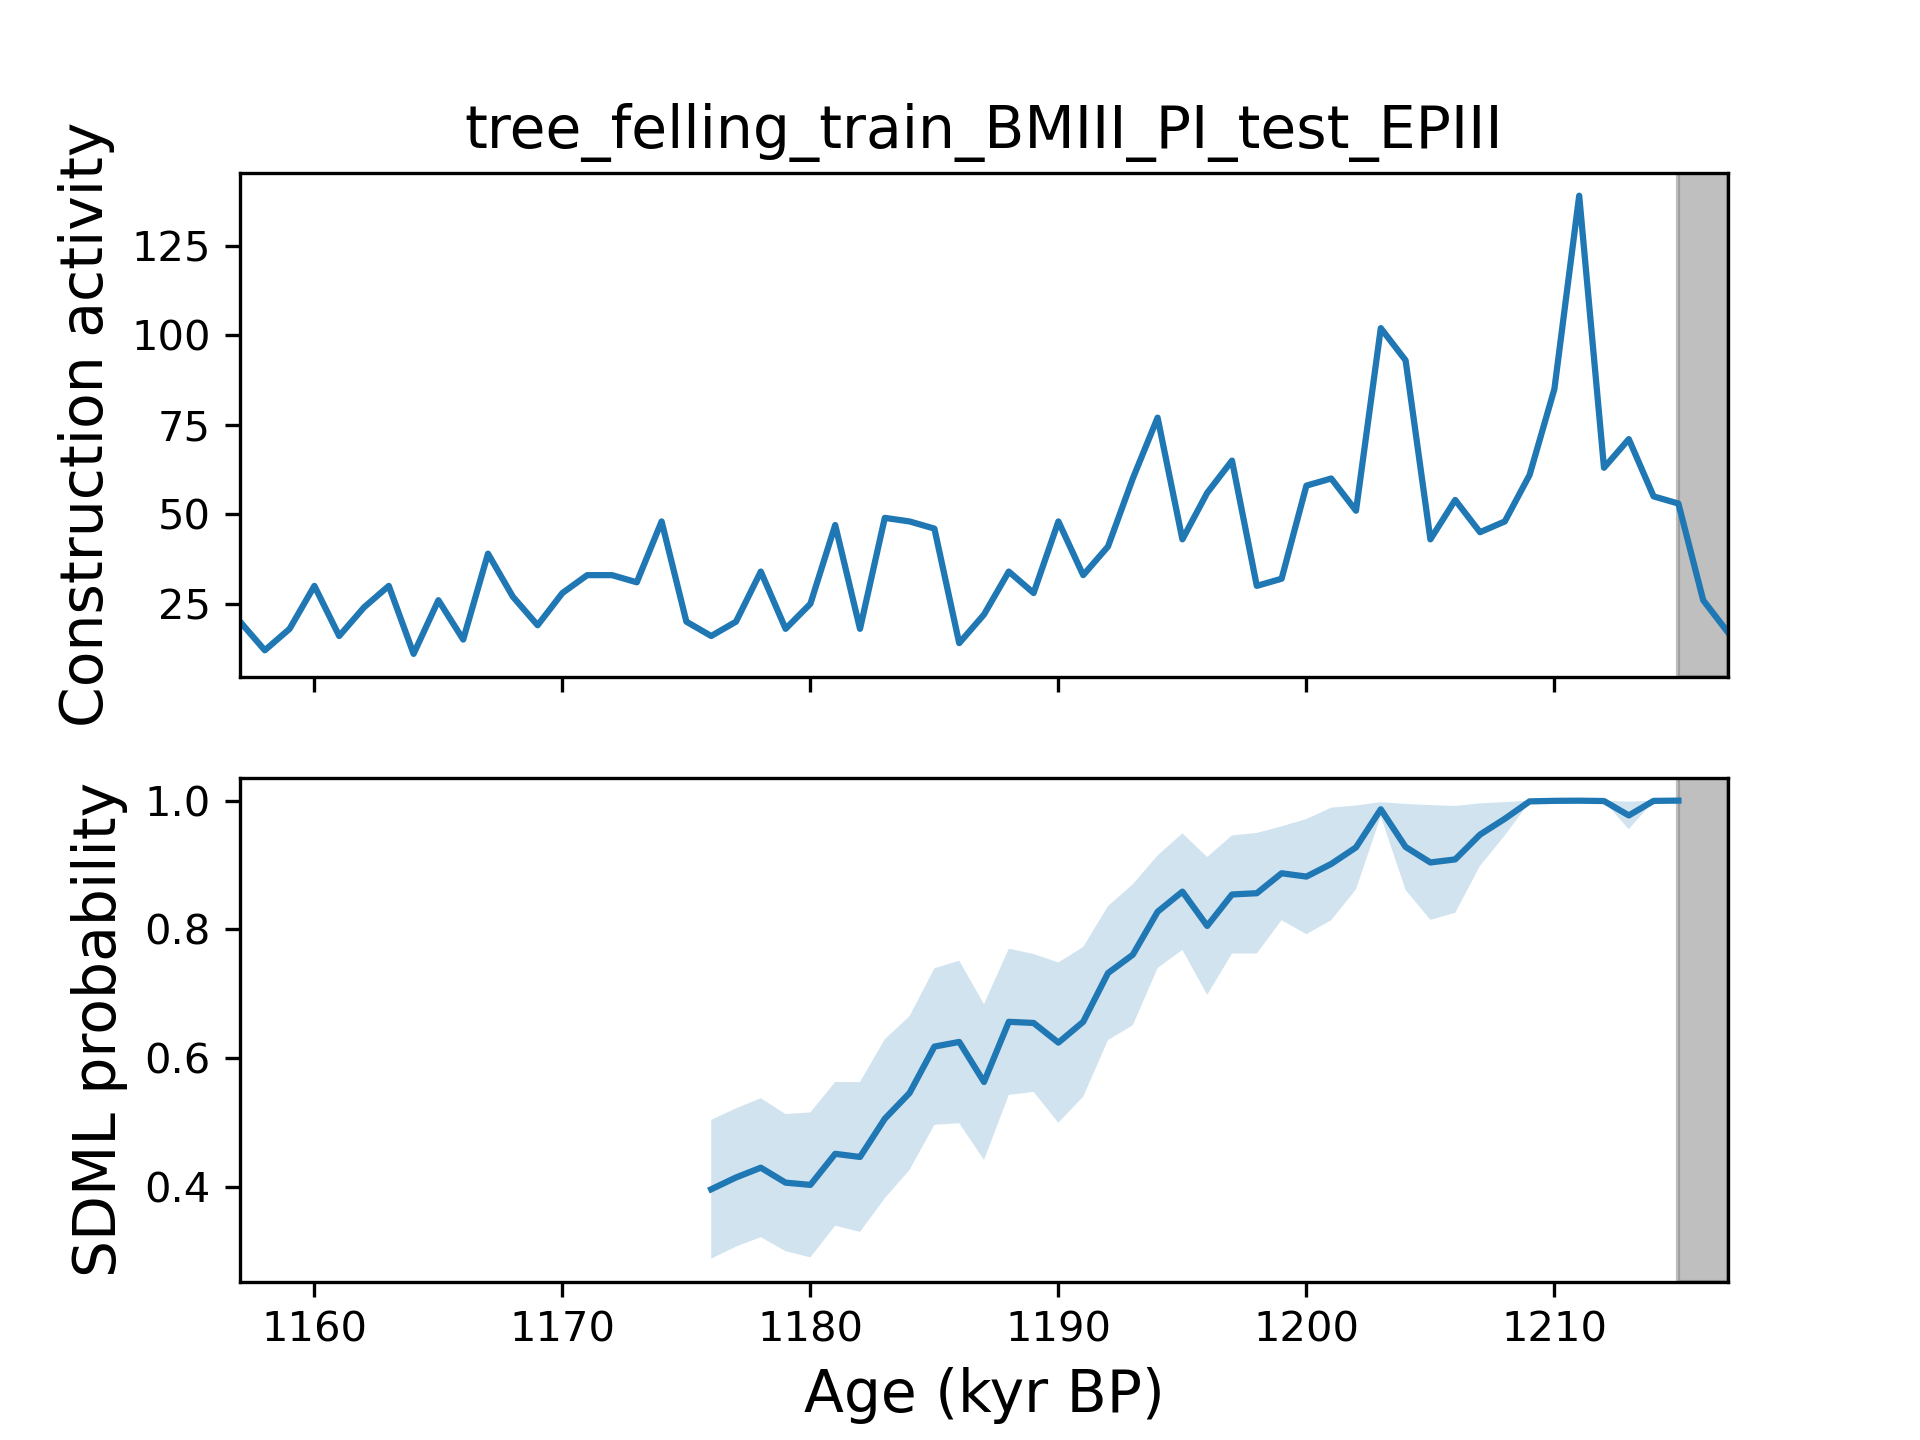 tree_felling_train_BMIII_PI_test_EPIII
Construction activity
125
100
75
50
25
SDML probability
1.0
0.8
0.6
0.4
1160 1170 1180 1190 1200 1210
Age (kyr BP)